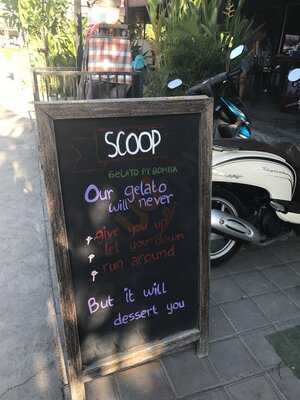 SCOOP
SCOOP
GELATO BY BOMBA
Our gelato
will never
give you up
let you down
run around
But it will
dessert you